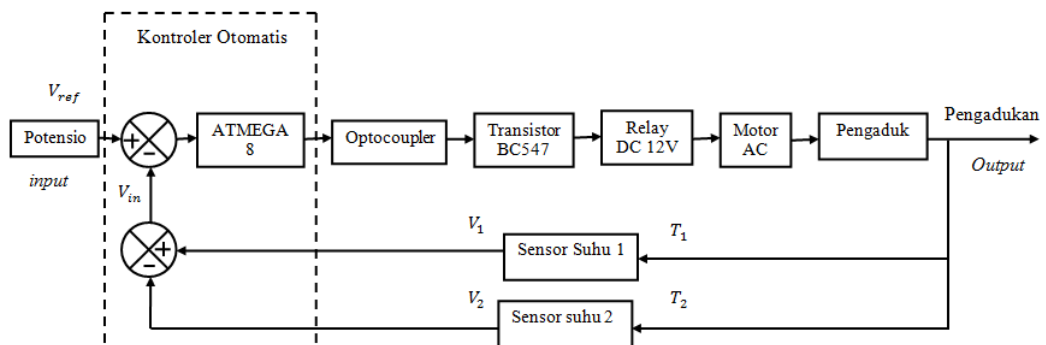 Kontroler Otomatis
V_ref
Potensio
input
+
-
ATMEGA
8
Optocoupler
Transistor
BC547
Relay
DC 12V
Motor
AC
Pengaduk
Pengadukan
Output
V_in
+
-
V_1
Sensor Suhu 1
T_1
V_2
Sensor suhu 2
T_2